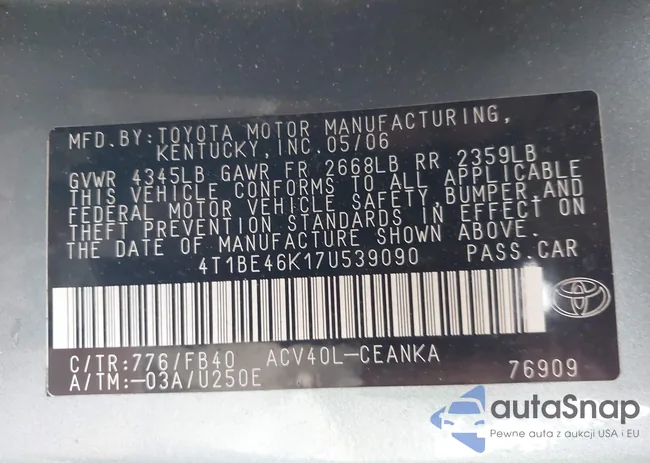 MFD.BY:TOYOTA MOTOR MANUFACTURING,
KENTUCKY, INC. 05/06
GVWR 4345LB GAWR FR 2668LB RR 2359LB
THIS VEHICLE CONFORMS TO ALL APPLICABLE
FEDERAL MOTOR VEHICLE SAFETY, BUMPER, AND
THEFT PREVENTION STANDARDS IN EFFECT ON
THE DATE OF MANUFACTURE SHOWN ABOVE.
4T1BE46K17U539090 PASS.CAR
C/TR:776/FB40 ACV40L-CEANKA
A/TM:-03A/U250E 76909
autaSnap
Pewne auta z aukcji USA i EU